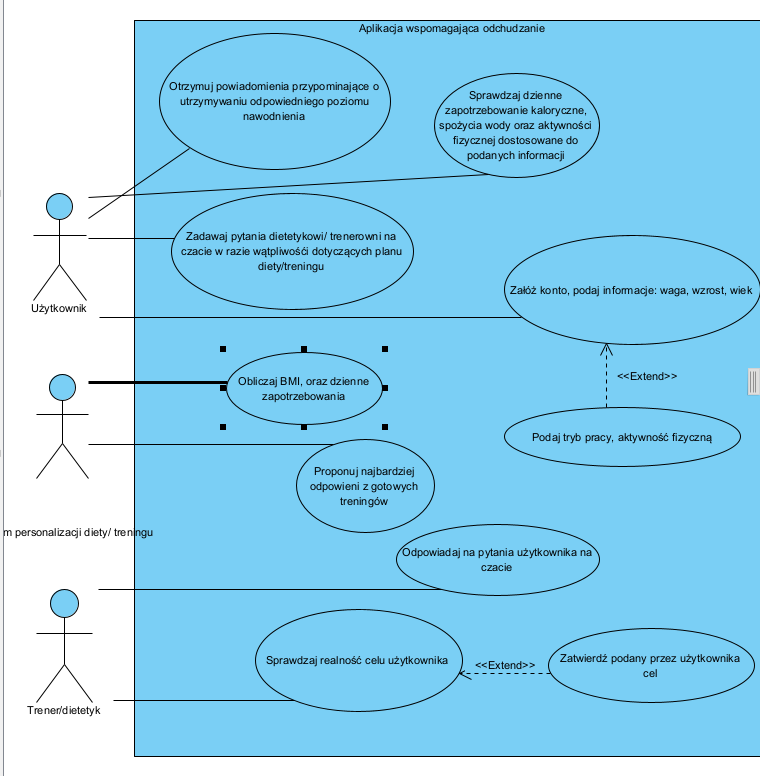 Aplikacja wspomagająca odchudzanie
Otrzymuj powiadomienia przypominające o
utrzymywaniu odpowiedniego poziomu
nawodnienia
Sprawdzaj dzienne
zapotrzebowanie kaloryczne,
spożycia wody oraz aktywności
fizycznej dostosowane do
podanych informacji
Zadawaj pytania dietetykowi/ trenerowni na
czacie w razie wątpliwości dotyczących planu
diety/treningu
Załóż konto, podaj informacje: waga, wzrost, wiek
Użytkownik
<<Extend>>
Obliczaj BMI, oraz dzienne
zapotrzebowania
Podaj tryb pracy, aktywność fizyczną
Proponuj najbardziej
odpowieni z gotowych
treningów
m personalizacji diety/ treningu
Odpowiadaj na pytania użytkownika na
czacie
Sprawdzaj realność celu użytkownika
<<Extend>>
Zatwierdź podany przez użytkownika
cel
Trener/dietetyk